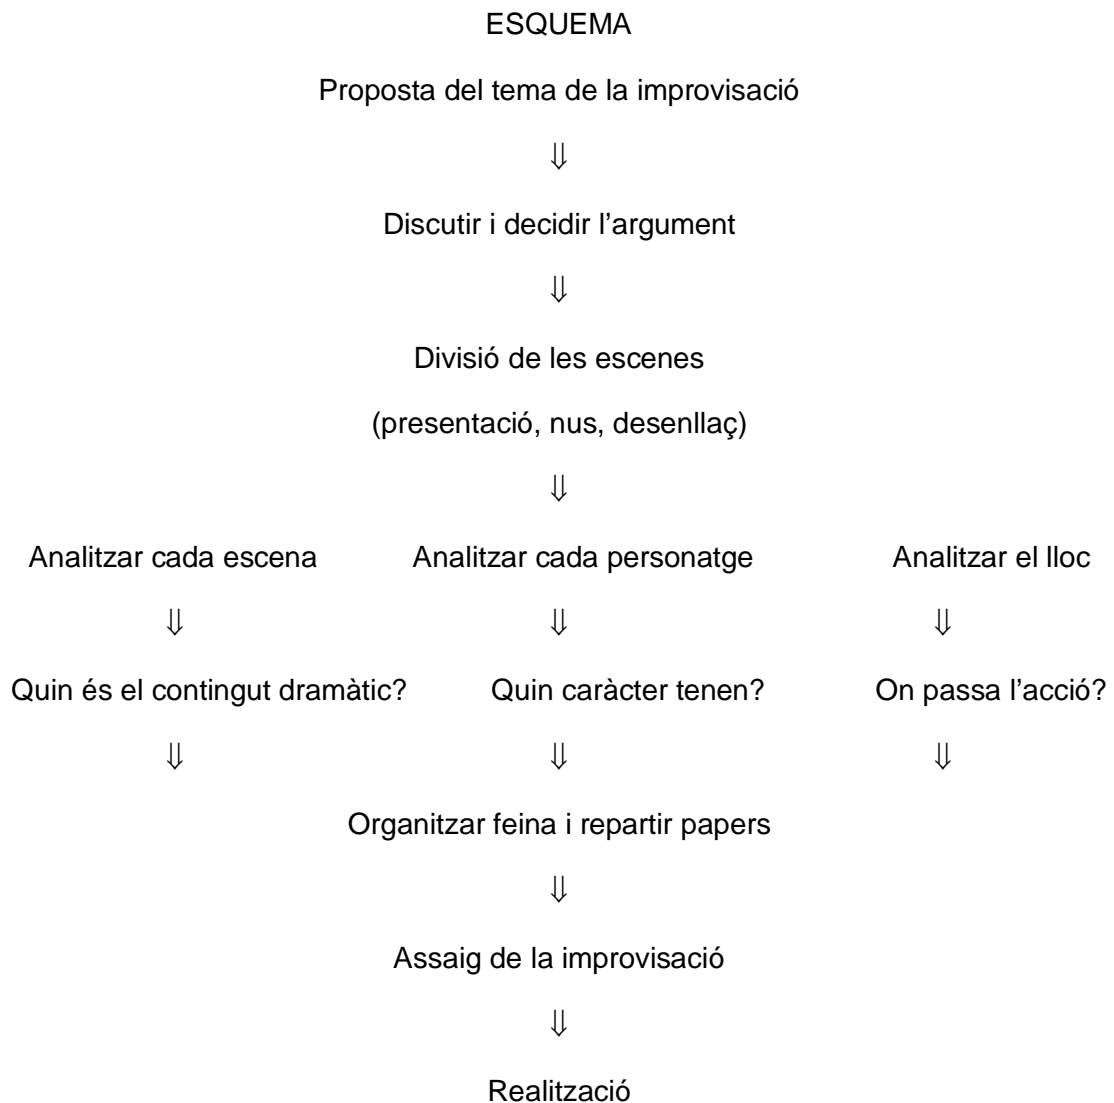 ESQUEMA
Proposta del tema de la improvisació
⇓
Discutir i decidir l’argument
⇓
Divisió de les escenes
(presentació, nus, desenllaç)
⇓
Analitzar cada escena Analitzar cada personatge Analitzar el lloc
⇓ ⇓ ⇓
Quin és el contingut dramàtic? Quin caràcter tenen? On passa l’acció?
⇓ ⇓ ⇓
Organitzar feina i repartir papers
⇓
Assaig de la improvisació
⇓
Realització